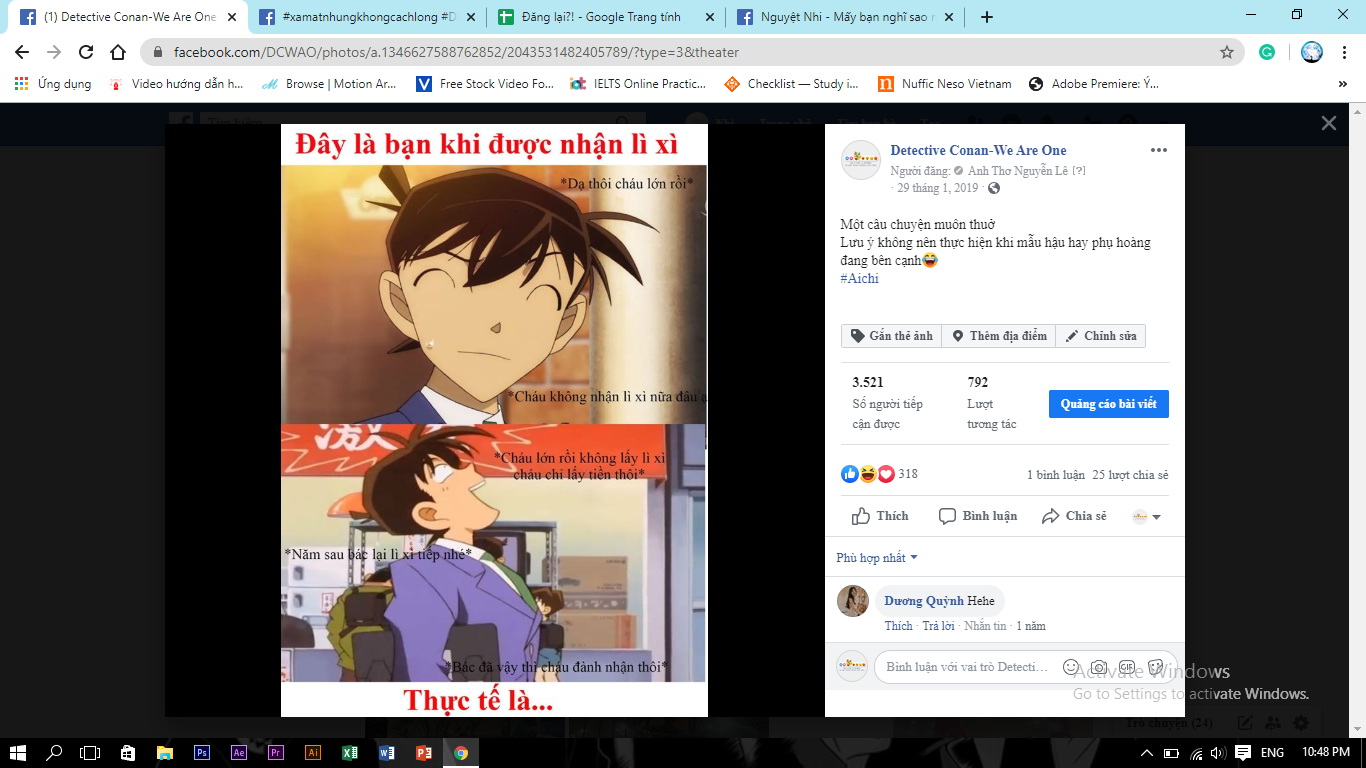 (1) Detective Conan-We Are One
#xamatnhungkhongcachlong #D
Đăng lại?! - Google Trang tính
Nguyệt Nhi - Mấy bạn nghĩ sao
facebook.com/DCWAO/photos/a.1346627588762852/2043531482405789/?type=3&theater
Ứng dụng
Video hướng dẫn h...
Browse | Motion Ar...
Free Stock Video Fo...
IELTS Online Practic...
Checklist — Study i...
Nuffic Neso Vietnam
Adobe Premiere: Ý...
»
Đây là bạn khi được nhận lì xì
*Dạ thôi cháu lớn rồi*
*Cháu không nhận lì xì nữa đâu ạ
*Cháu lớn rồi không lấy lì xì
cháu chỉ lấy tiền thôi*
*Năm sau bác lại lì xì tiếp nhé*
*Bác đã vậy thì cháu đành nhận thôi*
Thực tế là...
Detective Conan-We Are One
Người đăng: Anh Thơ Nguyễn Lê [?]
· 29 tháng 1, 2019 ·
Một câu chuyện muôn thuở
Lưu ý không nên thực hiện khi mẫu hậu hay phụ hoàng
đang bên cạnh😂
#Aichi
Gắn thẻ ảnh
Thêm địa điểm
Chỉnh sửa
3.521
Số người tiếp
cận được
792
Lượt
tương tác
Quảng cáo bài viết
318
1 bình luận 25 lượt chia sẻ
Thích
Bình luận
Chia sẻ
Phù hợp nhất
Dương Quỳnh Hehe
Thích · Trả lời · Nhắn tin · 1 năm
Bình luận với vai trò Detecti...
GIF
Activate Windows
Go to Settings to activate Windows.
Trò chuyện (24)
Ps
Ae
Pr
Ai
ENG
10:48 PM